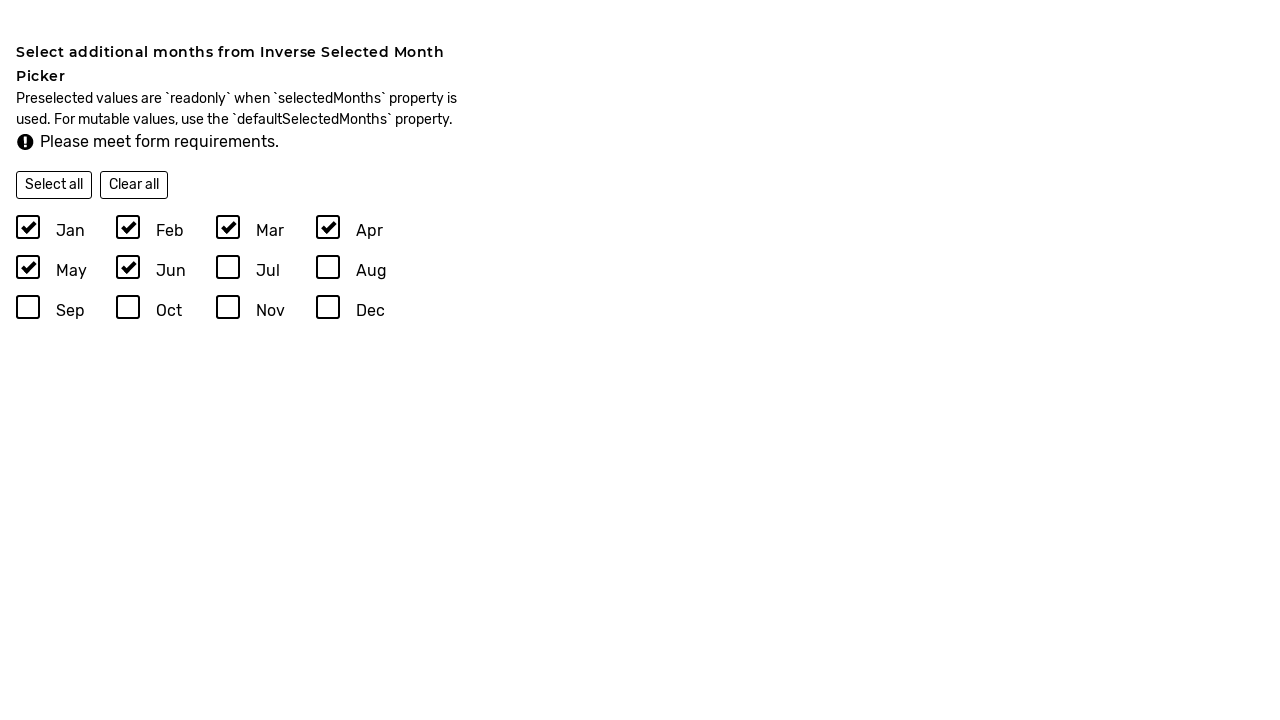 Select additional months from Inverse Selected Month
Picker
Preselected values are `readonly` when `selectedMonths` property is
used. For mutable values, use the `defaultSelectedMonths` property.
Please meet form requirements.
Select all Clear all
Jan Feb Mar Apr
May Jun Jul Aug
Sep Oct Nov Dec